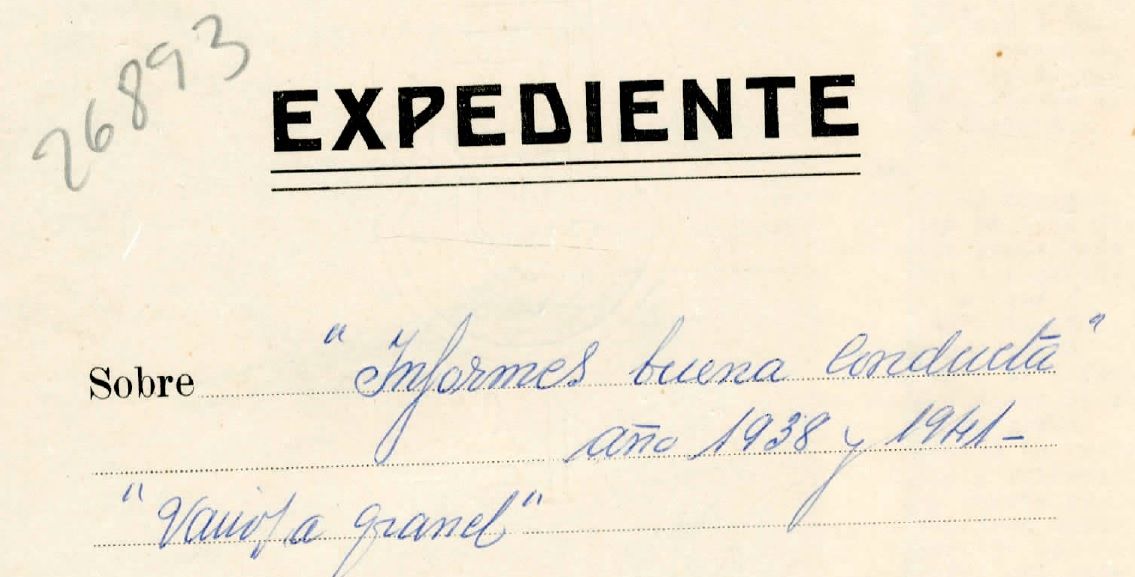 26893
EXPEDIENTE
Sobre "Informes buena conducta"
año 1938 y 1941-
"Varios a granel"